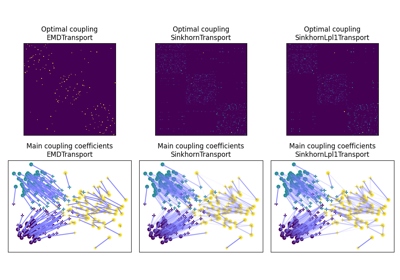 Optimal coupling
EMDTransport
Optimal coupling
SinkhornTransport
Optimal coupling
SinkhornLpl1Transport
Main coupling coefficients
EMDTransport
Main coupling coefficients
SinkhornTransport
Main coupling coefficients
SinkhornLpl1Transport